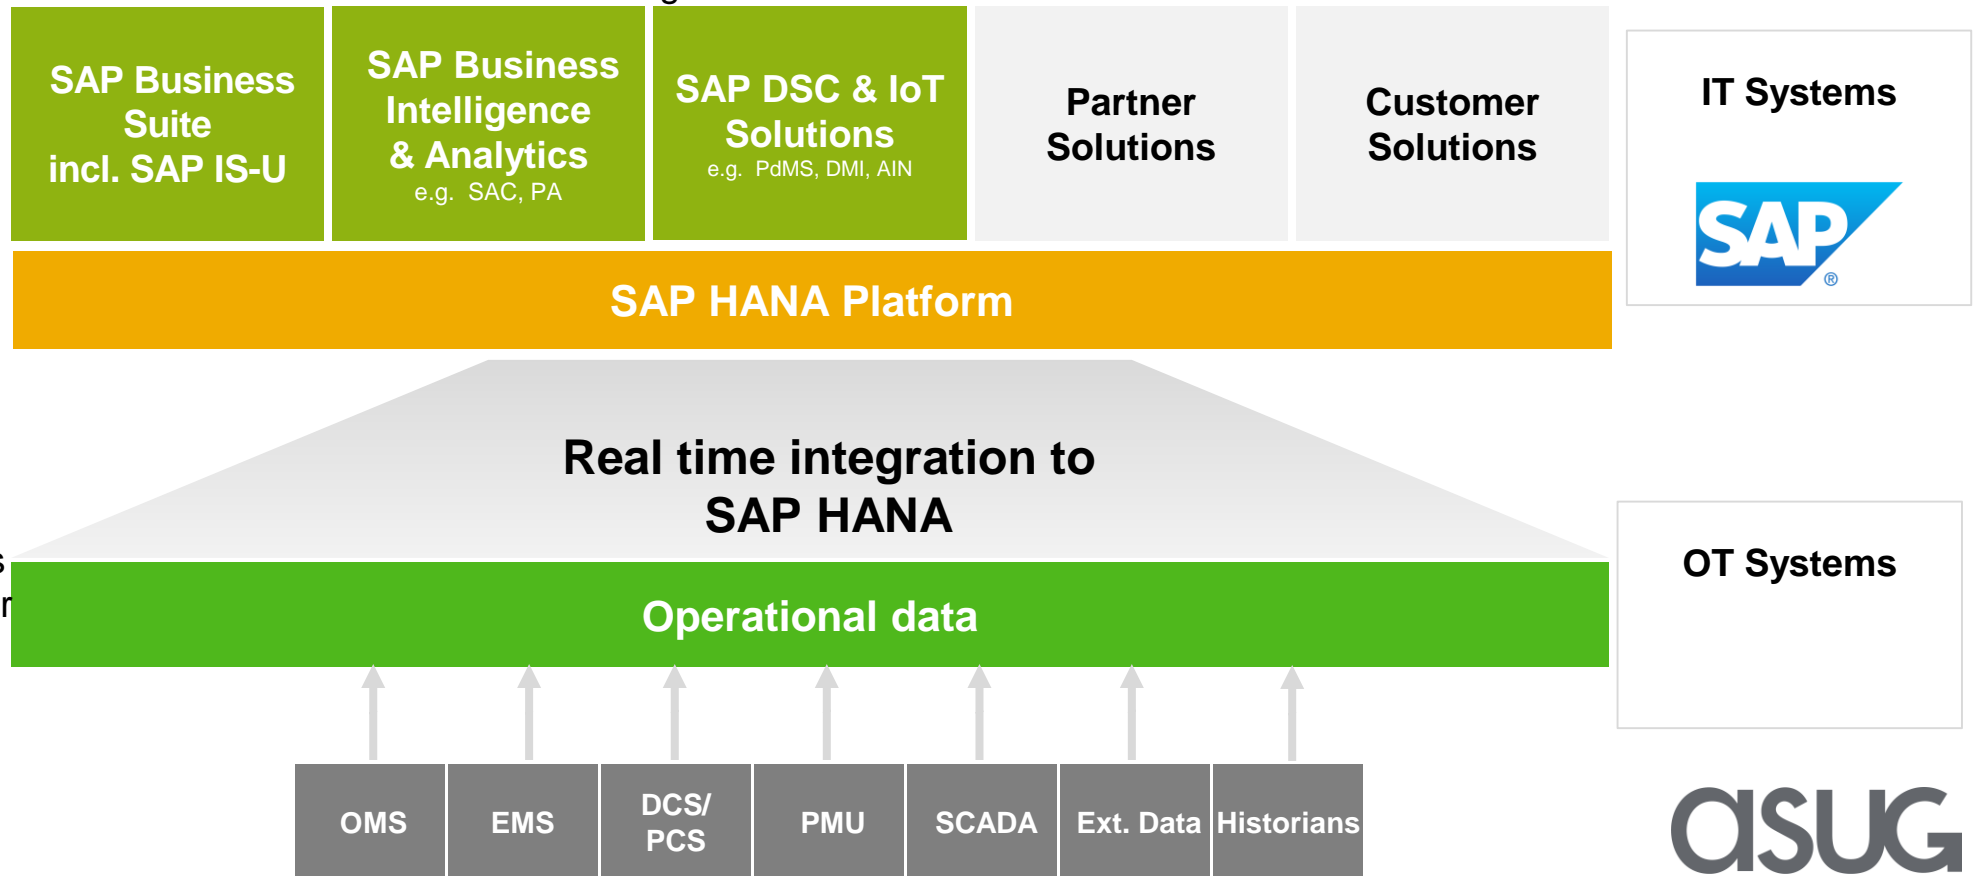 g
SAP Business
Suite
incl. SAP IS-U
SAP Business
Intelligence
& Analytics
e.g. SAC, PA
SAP DSC & IoT
Solutions
e.g. PdMS, DMI, AIN
Partner
Solutions
Customer
Solutions
IT Systems
SAP
®
SAP HANA Platform
Real time integration to
SAP HANA
s
r
Operational data
OT Systems
OMS
EMS
DCS/
PCS
PMU
SCADA
Ext. Data
Historians
asug